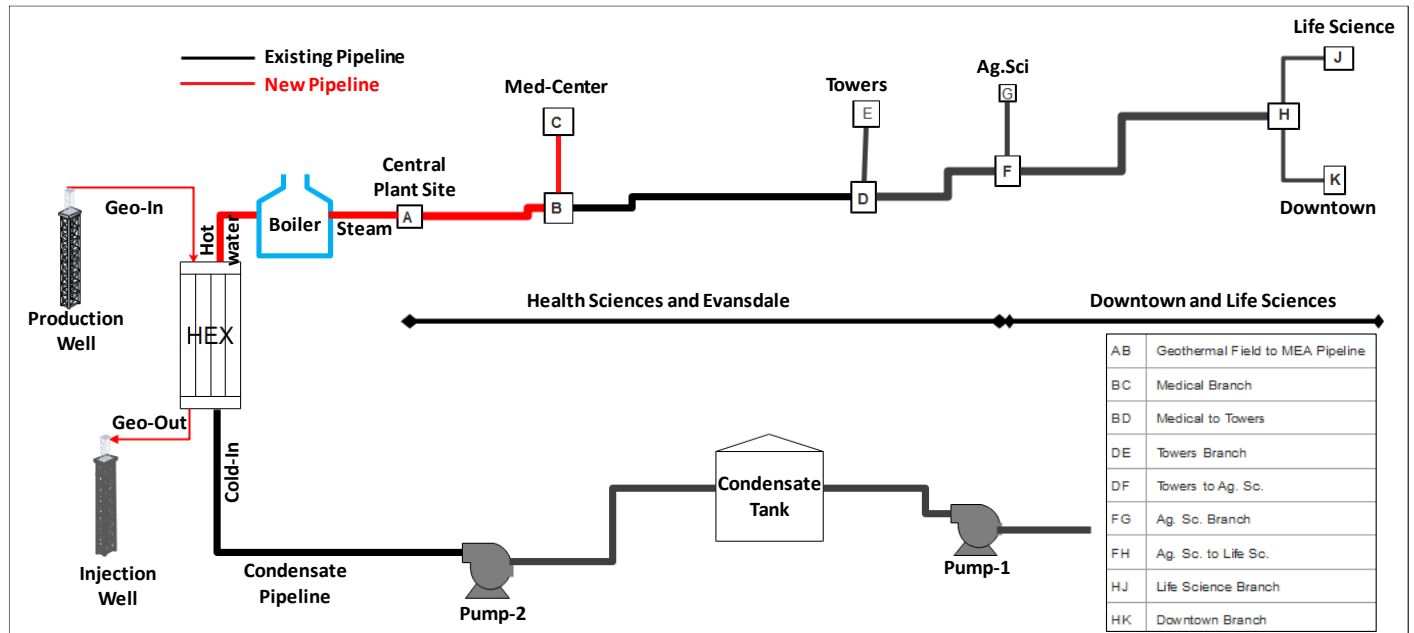 Existing Pipeline
New Pipeline
Life Science
J
Ag.Sci
G
Med-Center
C
Towers
E
H
Central
Plant Site
F
K
Geo-In
Hot
water
Boiler
Steam
A
B
D
Downtown
Production
Well
HEX
Health Sciences and Evansdale
Downtown and Life Sciences
AB Geothermal Field to MEA Pipeline
BC Medical Branch
BD Medical to Towers
DE Towers Branch
DF Towers to Ag. Sc.
FG Ag. Sc. Branch
FH Ag. Sc. to Life Sc.
HJ Life Science Branch
HK Downtown Branch
Geo-Out
Cold-In
Condensate
Tank
Injection
Well
Condensate
Pipeline
Pump-2
Pump-1